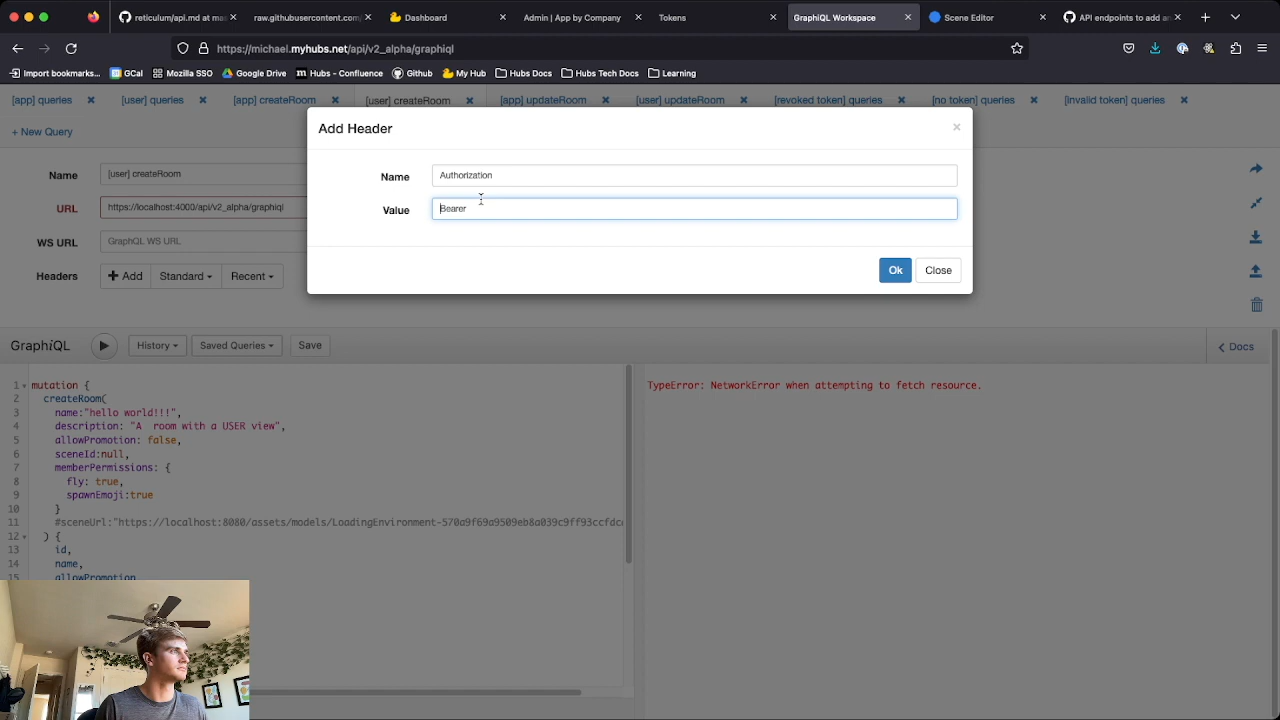 reticulum/api.md at mas
raw.githubusercontent.com/
Dashboard
Admin | App by Company
Tokens
GraphiQL Workspace
Scene Editor
API endpoints to add an
https://michael.myhubs.net/api/v2_alpha/graphiql
Import bookmarks...
GCal
Mozilla SSO
Google Drive
Hubs - Confluence
Github
My Hub
Hubs Docs
Hubs Tech Docs
Learning
[app] queries
[user] queries
[app] createRoom
[user] createRoom
[app] updateRoom
[user] updateRoom
[revoked token] queries
[no token] queries
[invalid token] queries
+ New Query
Add Header
Name
Authorization
Value
Bearer
Ok
Close
Name
[user] createRoom
URL
https://localhost:4000/api/v2_alpha/graphiql
WS URL
GraphQL WS URL
Headers
Add
Standard
Recent
GraphiQL
History
Saved Queries
Save
Docs
1 mutation {
2 createRoom(
3 name:"hello world!!!",
4 description: "A  room with a USER view",
5 allowPromotion: false,
6 sceneId:null,
7 memberPermissions: {
8 fly: true,
9 spawnEmoji:true
10 }
11 #sceneUrl:"https://localhost:8080/assets/models/LoadingEnvironment-570a9f69a9509eb8a039c9ff93ccfdc
12 ) {
13 id,
14 name,
15 allowPromotion
TypeError: NetworkError when attempting to fetch resource.